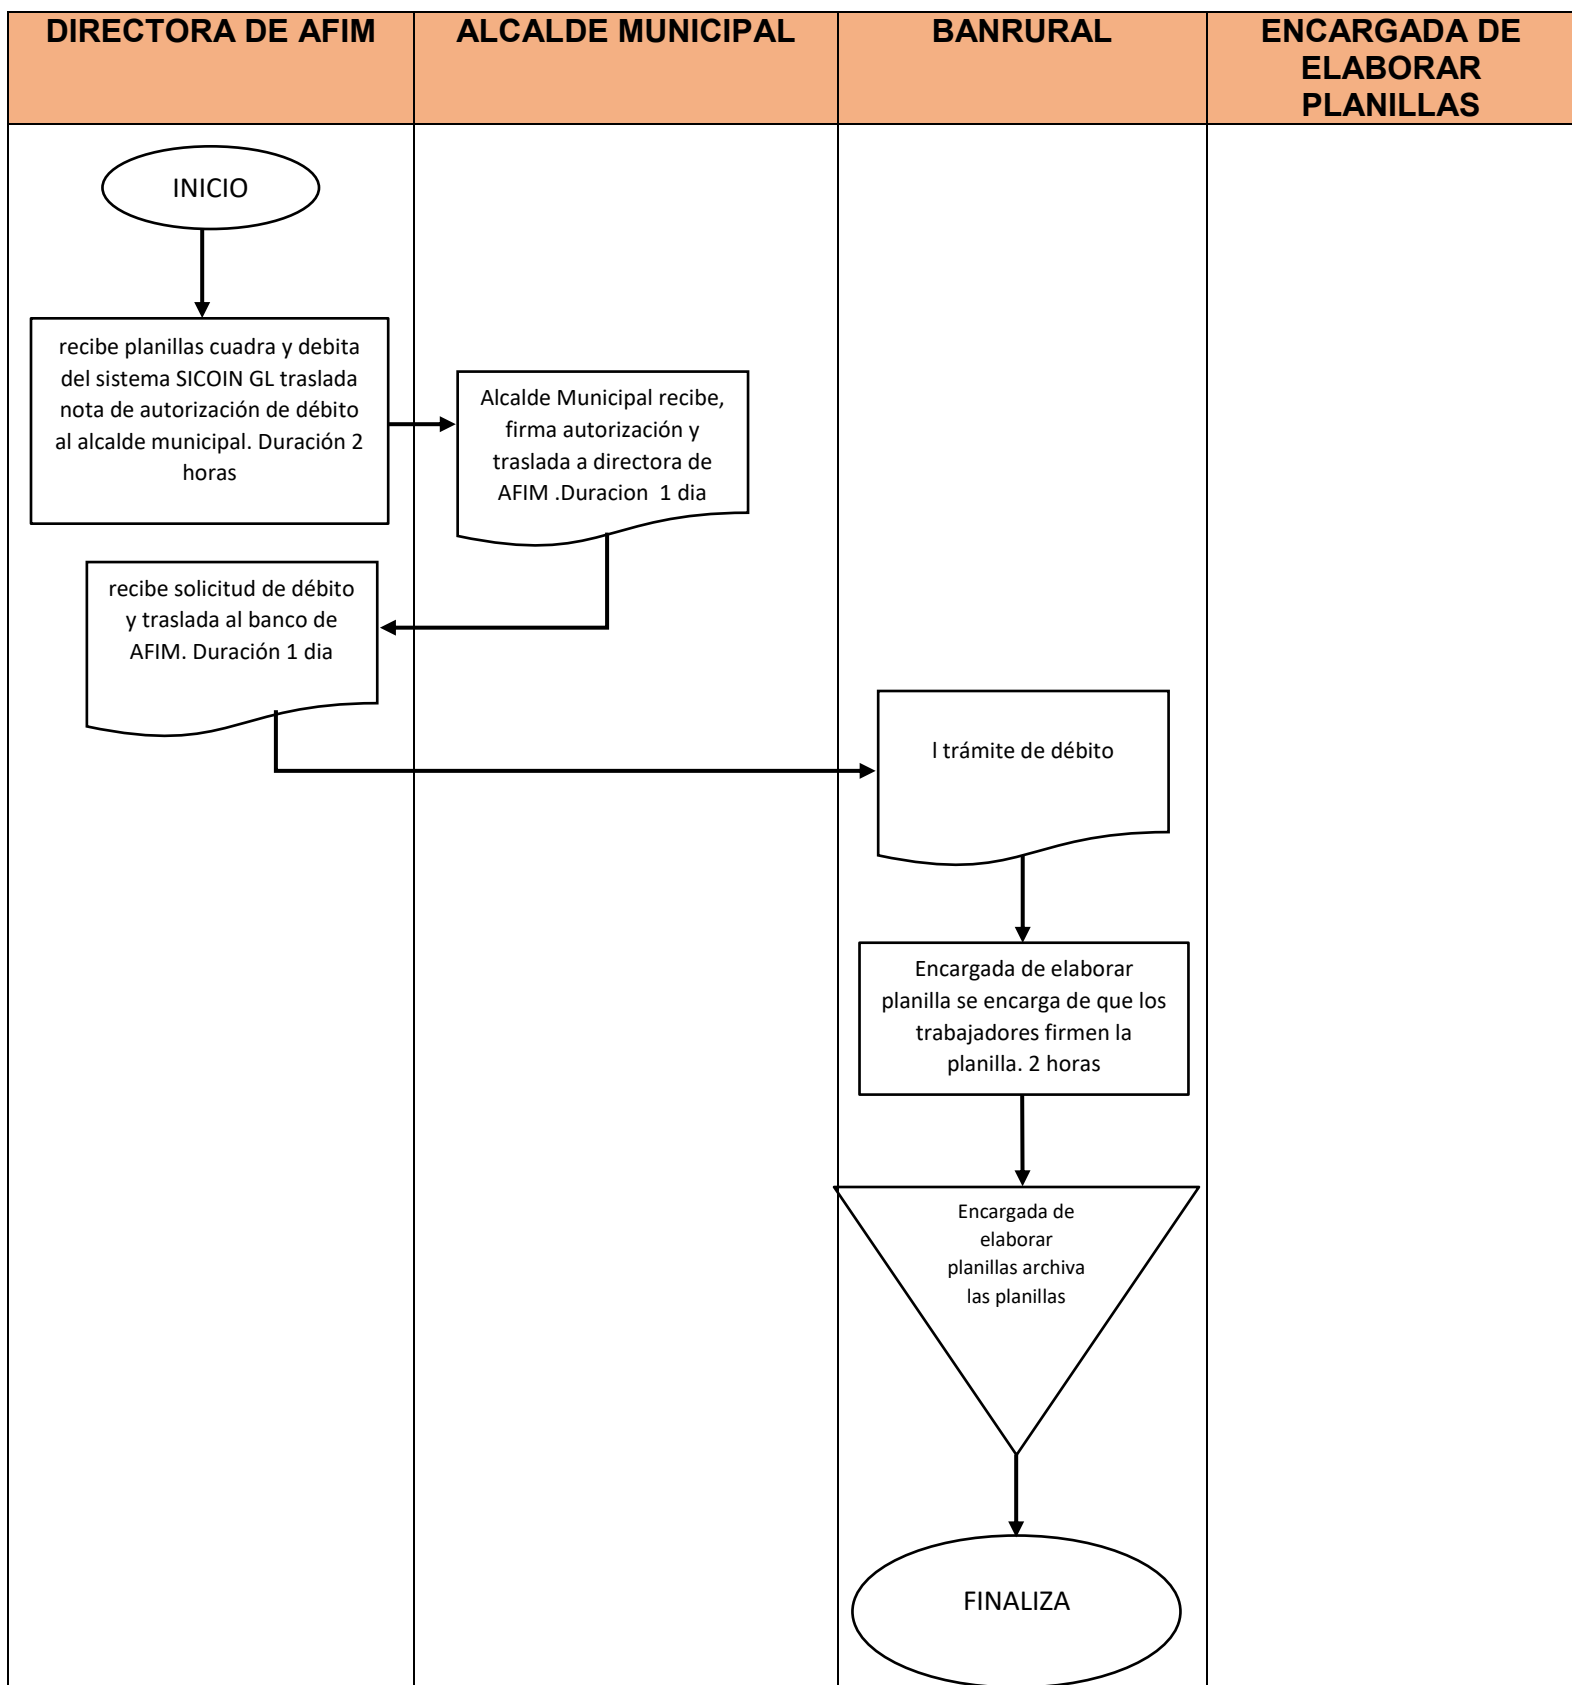 DIRECTORA DE AFIM
ALCALDE MUNICIPAL
BANRURAL
ENCARGADA DE
ELABORAR
PLANILLAS
INICIO
recibe planillas cuadra y debita
del sistema SICOIN GL traslada
nota de autorización de débito
al alcalde municipal. Duración 2
horas
Alcalde Municipal recibe,
firma autorización y
traslada a directora de
AFIM .Duracion  1 dia
recibe solicitud de débito
y traslada al banco de
AFIM. Duración 1 dia
l trámite de débito
Encargada de elaborar
planilla se encarga de que los
trabajadores firmen la
planilla. 2 horas
Encargada de
elaborar
planillas archiva
las planillas
FINALIZA